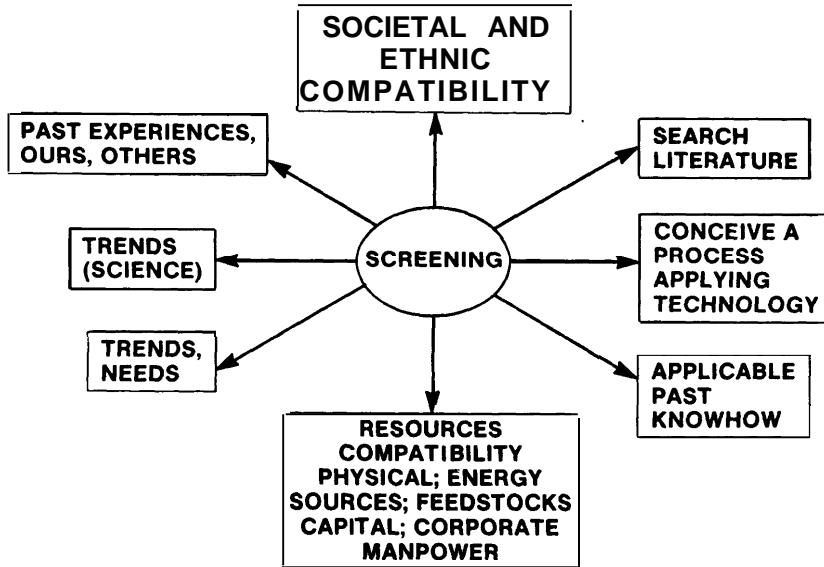 SOCIETAL AND
ETHNIC
COMPATIBILITY
PAST EXPERIENCES,
OURS, OTHERS
SEARCH
LITERATURE
TRENDS
(SCIENCE)
SCREENING
CONCEIVE A
PROCESS
APPLYING
TECHNOLOGY
TRENDS,
NEEDS
APPLICABLE
PAST
KNOWHOW
RESOURCES
COMPATIBILITY
PHYSICAL; ENERGY
SOURCES; FEEDSTOCKS
CAPITAL; CORPORATE
MANPOWER